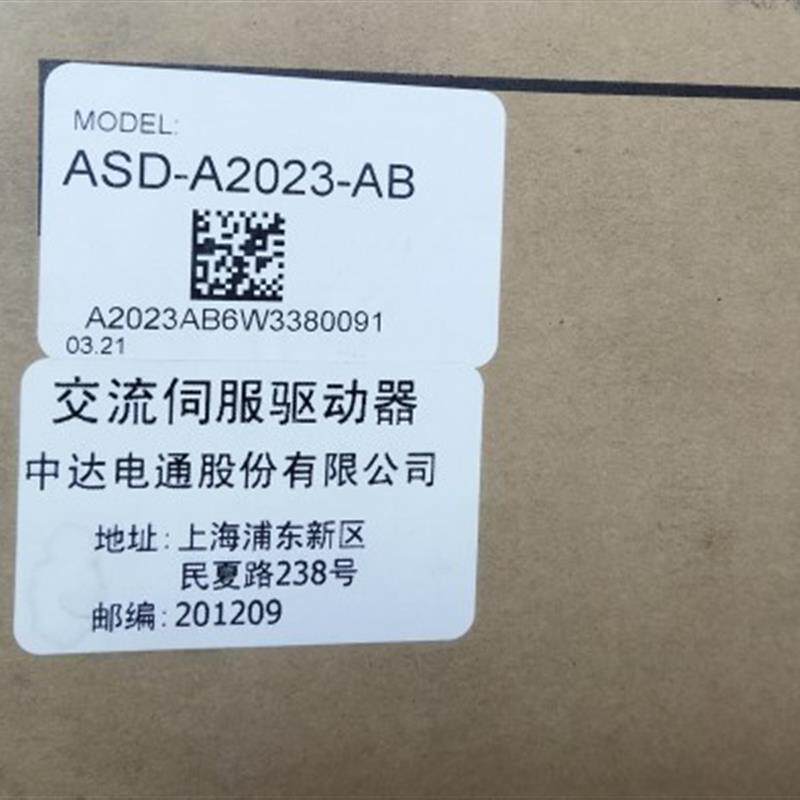 MODEL:
ASD-A2023-AB
A2023AB6W3380091
03.21
交流伺服驱动器
中达电通股份有限公司
地址:上海浦东新区
民夏路238号
邮编:201209